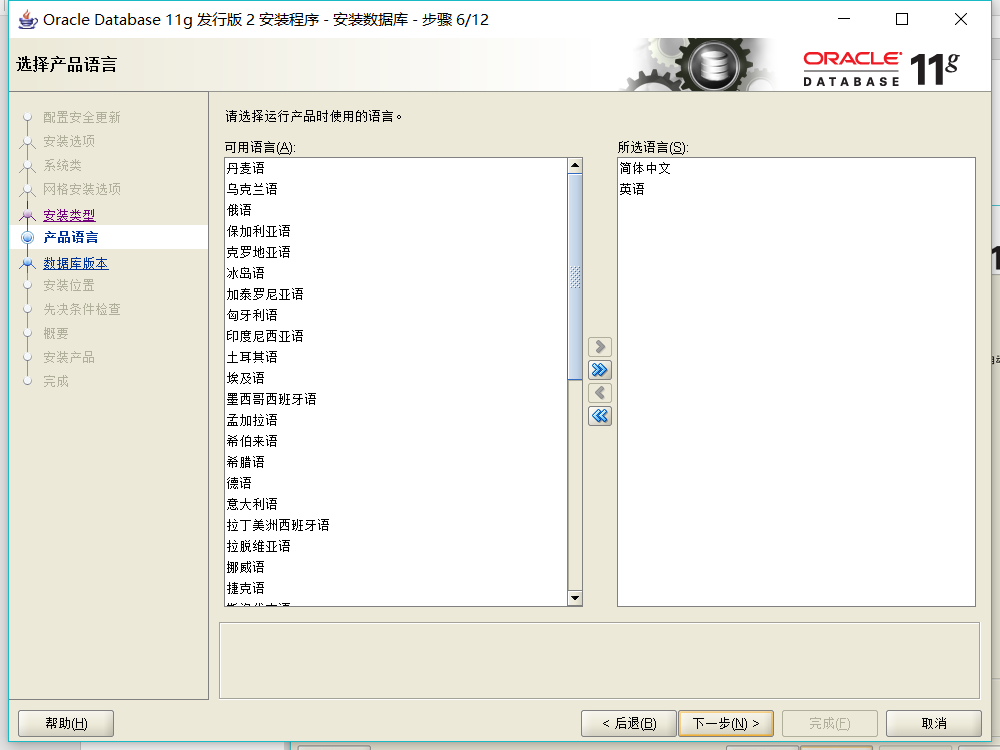 Oracle Database 11g 发行版 2 安装程序 - 安装数据库 - 步骤 6/12
选择产品语言
ORACLE
DATABASE
11g
配置安全更新
安装选项
系统类
网格安装选项
安装类型
产品语言
数据库版本
安装位置
先决条件检查
概要
安装产品
完成
请选择运行产品时使用的语言。
可用语言(A):
丹麦语
乌克兰语
俄语
保加利亚语
克罗地亚语
冰岛语
加泰罗尼亚语
匈牙利语
印度尼西亚语
土耳其语
埃及语
墨西哥西班牙语
孟加拉语
希伯来语
希腊语
德语
意大利语
拉丁美洲西班牙语
拉脱维亚语
挪威语
捷克语
所选语言(S):
简体中文
英语
帮助(H)
< 后退(B)
下一步(N) >
完成(F)
取消